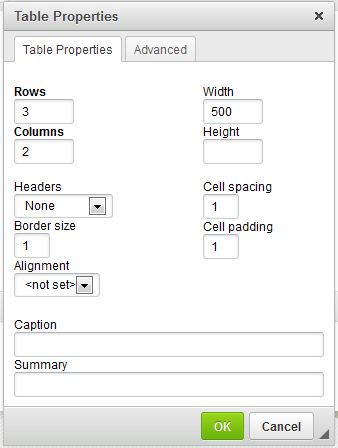 Table Properties ×
Table Properties Advanced
Rows Width
3 500
Columns Height
2
Headers Cell spacing
None 1
Border size Cell padding
1 1
Alignment
<not set>
Caption
Summary
OK Cancel